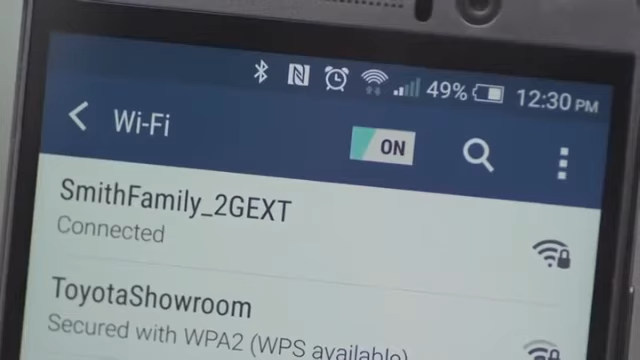 49% 12:30 PM
Wi-Fi ON
SmithFamily_2GEXT
Connected
ToyotaShowroom
Secured with WPA2 (WPS available)